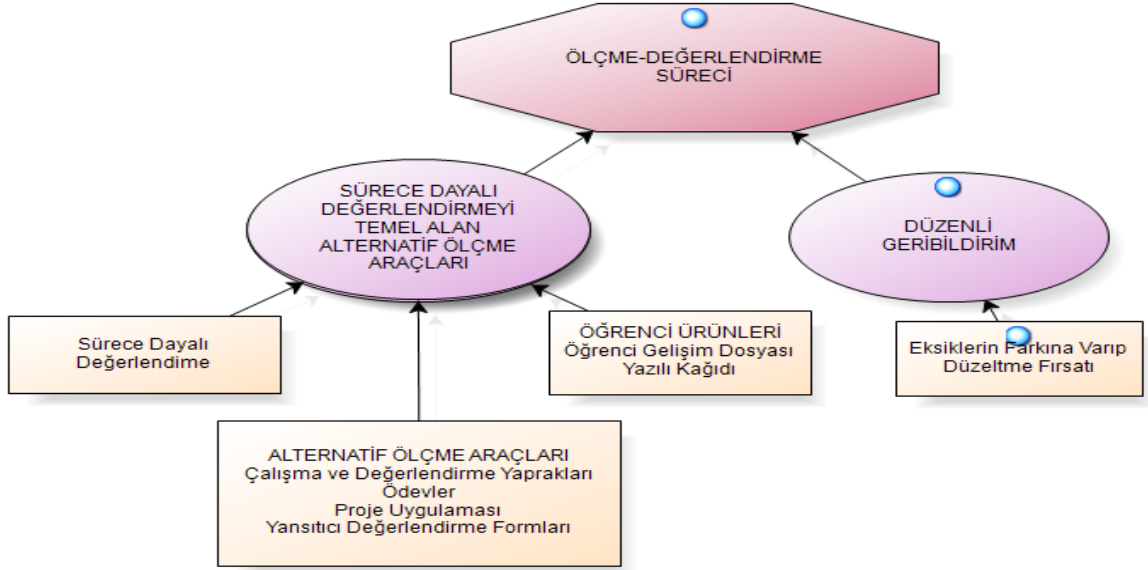 ÖLÇME-DEĞERLENDİRME
SÜRECİ
SÜRECE DAYALI
DEĞERLENDİRMEYİ
TEMEL ALAN
ALTERNATİF ÖLÇME
ARAÇLARI
DÜZENLİ
GERİBİLDİRİM
Sürece Dayalı
Değerlendime
ÖĞRENCİ ÜRÜNLERİ
Öğrenci Gelişim Dosyası
Yazılı Kağıdı
Eksiklerin Farkına Varıp
Düzeltme Fırsatı
ALTERNATİF ÖLÇME ARAÇLARI
Çalışma ve Değerlendirme Yaprakları
Ödevler
Proje Uygulaması
Yansıtıcı Değerlendirme Formları